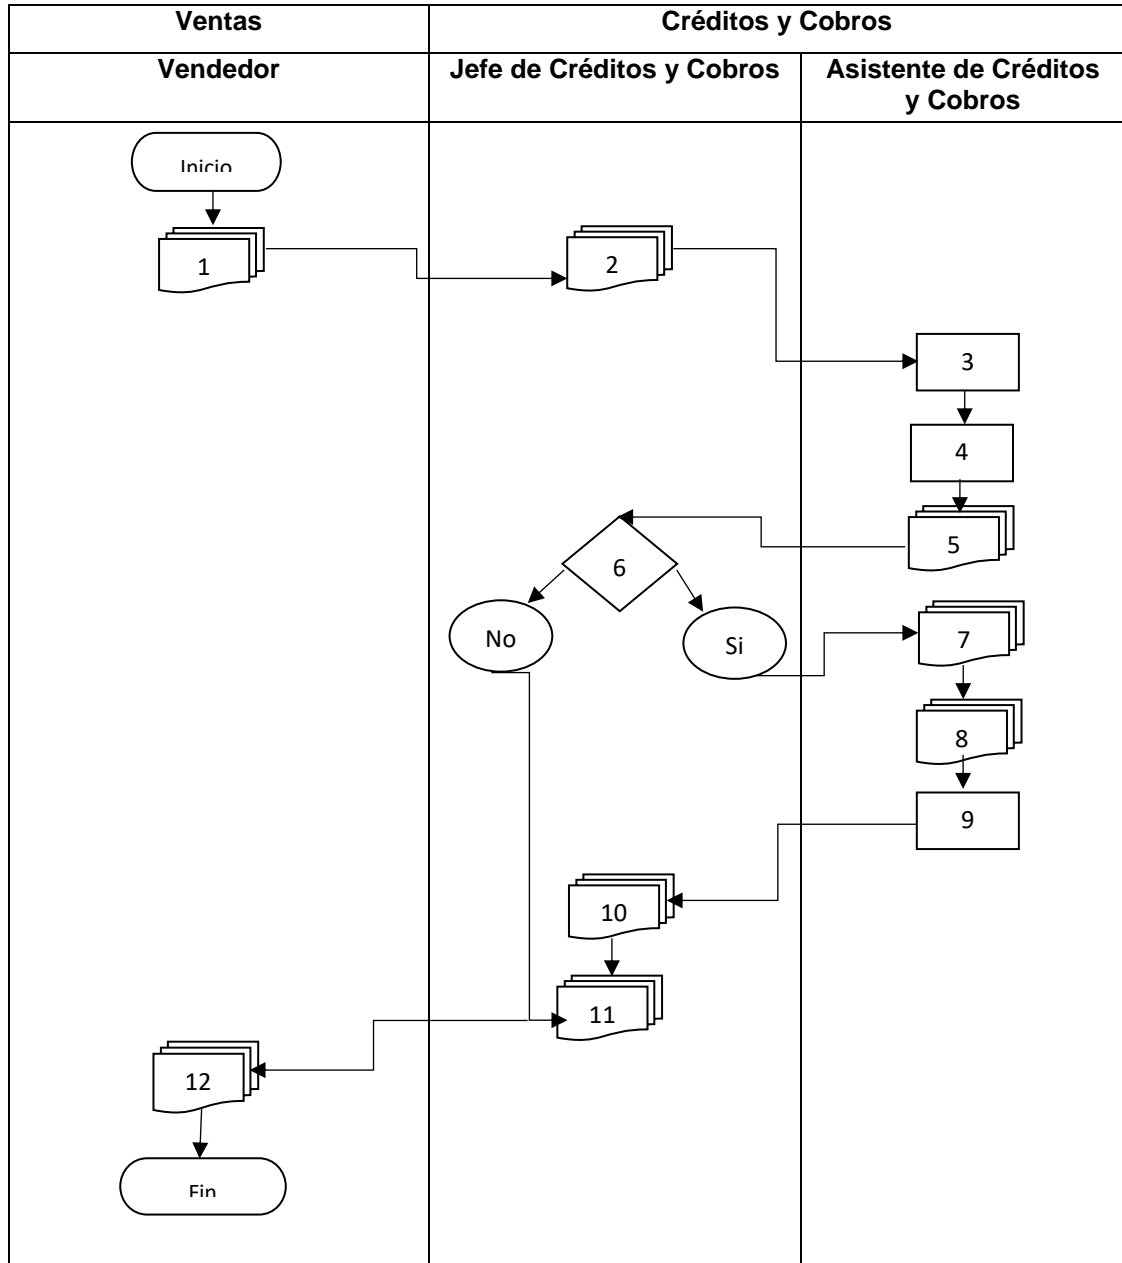 Ventas
Créditos y Cobros
Vendedor
Jefe de Créditos y Cobros
Asistente de Créditos
y Cobros
Inicio
1
2
3
4
5
6
No
Si
7
8
9
10
11
12
Fin